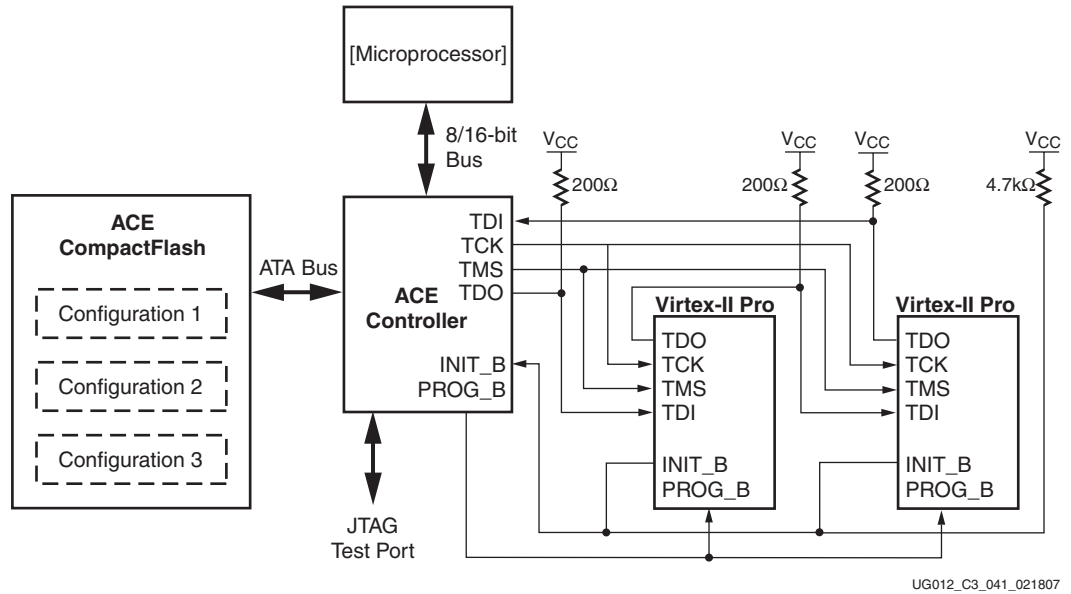 [Microprocessor]
8/16-bit
Bus
VCC
VCC
VCC
VCC
200Ω
200Ω
200Ω
4.7kΩ
ACE
CompactFlash
Configuration 1
Configuration 2
Configuration 3
ATA Bus
ACE
Controller
TDI
TCK
TMS
TDO
INIT_B
PROG_B
JTAG
Test Port
Virtex-II Pro
TDO
TCK
TMS
TDI
INIT_B
PROG_B
Virtex-II Pro
TDO
TCK
TMS
TDI
INIT_B
PROG_B
UG012_C3_041_021807